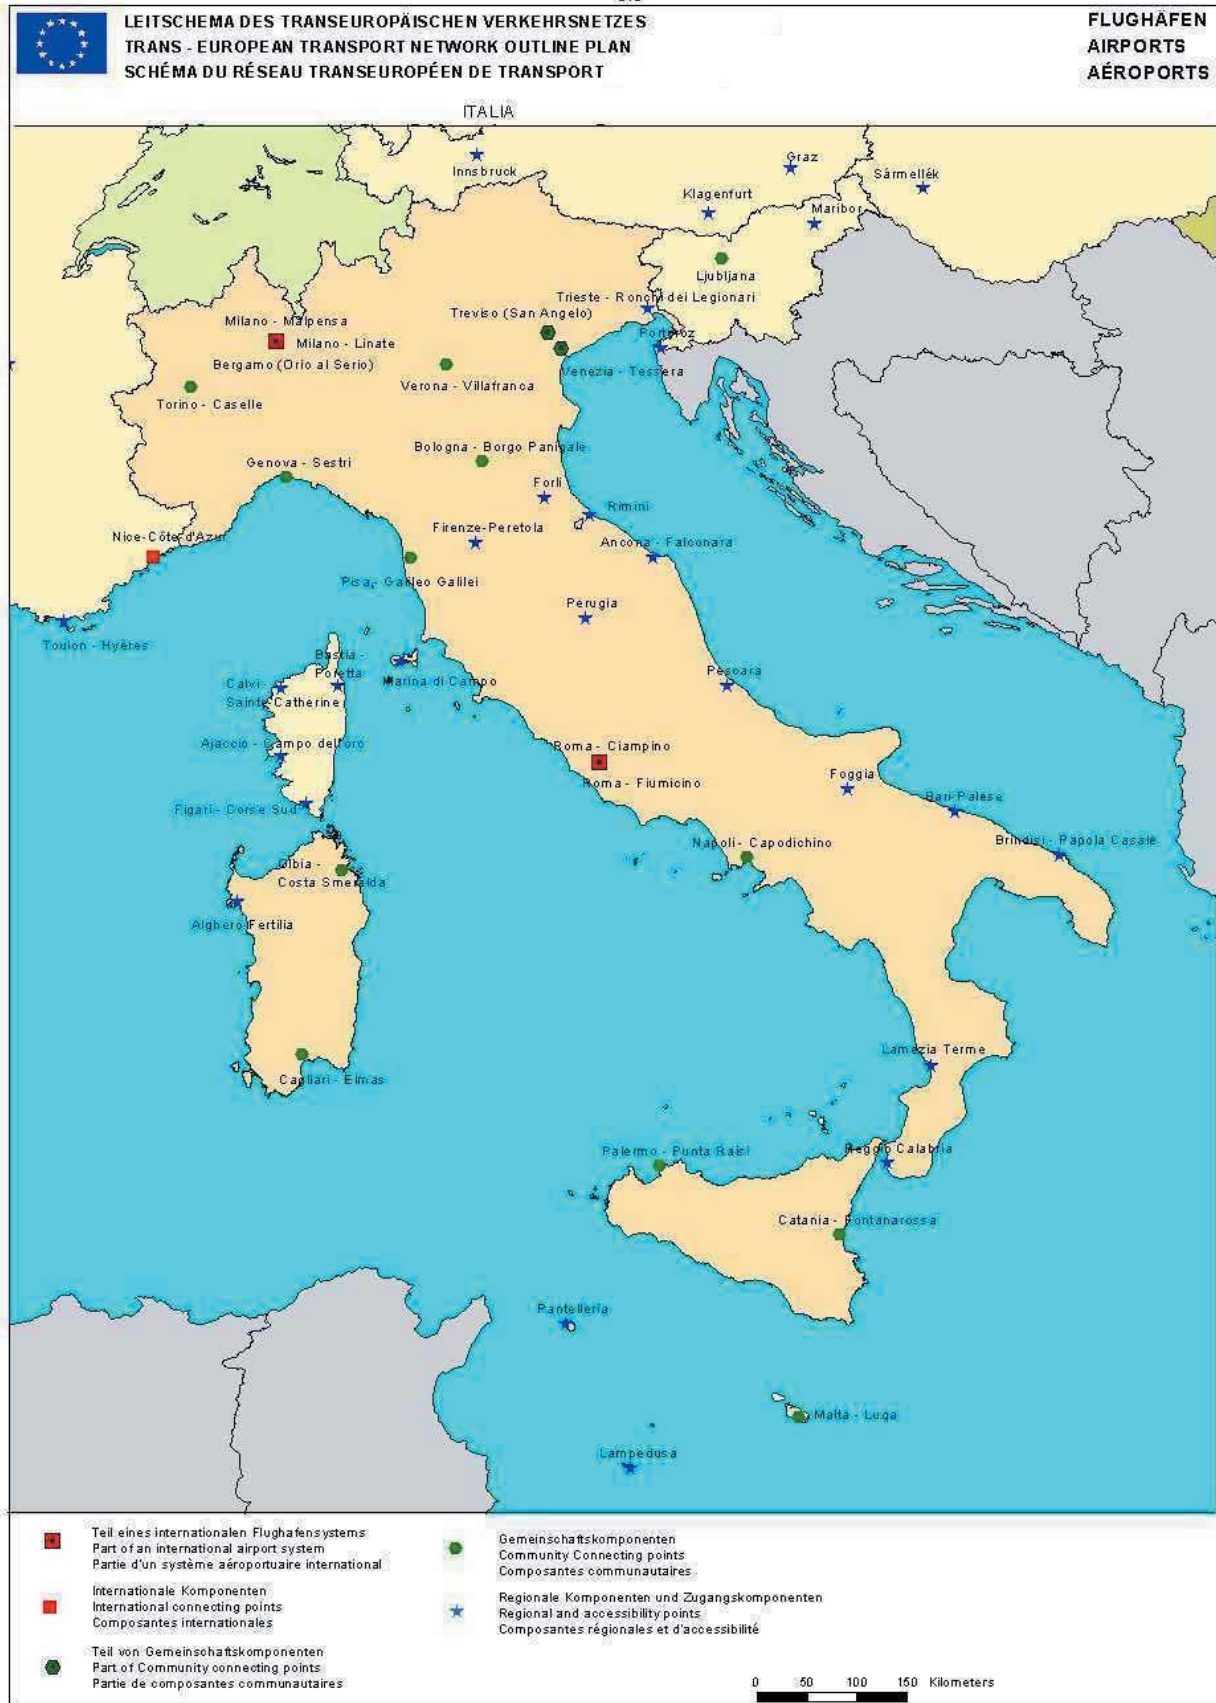 LEITSCHEMA DES TRANSEUROPÄISCHEN VERKEHRSNETZES
TRANS - EUROPEAN TRANSPORT NETWORK OUTLINE PLAN
SCHÉMA DU RÉSEAU TRANSEUROPÉEN DE TRANSPORT
FLUGHÄFEN
AIRPORTS
AÉROPORTS
ITALIA
Innsbruck
Graz
Sármellék
Klagenfurt
Maribor
Ljubljana
Trieste - Ronchi dei Legionari
Treviso (San Angelo)
Milano - Malpensa
Portoroz
Milano - Linate
Bergamo (Orio al Serio)
Venezia - Tessera
Verona - Villafranca
Torino - Caselle
Bologna - Borgo Panigale
Genova - Sestri
Forli
Rimini
Firenze-Peretola
Nice-Côte-d'Azur
Ancona - Falconara
Pisa - Galileo Galilei
Perugia
Toulon - Hyères
Bastia -
Poretta
Pescara
Marina di Campo
Calvi -
Sainte Catherine
Ajaccio - Campo dell'oro
Roma - Ciampino
Roma - Fiumicino
Foggia
Bari Palese
Figari - Corse Sud
Napoli - Capodichino
Brindisi - Papola Casale
Olbia -
Costa Smeralda
Alghero Fertilia
Lamezia Terme
Cagliari - Elmas
Reggio Calabria
Palermo - Punta Raisi
Catania - Fontanarossa
Pantelleria
Malta - Luqa
Lampedusa
Teil eines internationalen Flughafensystems
Part of an international airport system
Partie d'un système aéroportuaire international
Internationale Komponenten
International connecting points
Composantes internationales
Teil von Gemeinschaftskomponenten
Part of Community connecting points
Partie de composantes communautaires
Gemeinschaftskomponenten
Community Connecting points
Composantes communautaires
Regionale Komponenten und Zugangskomponenten
Regional and accessibility points
Composantes régionales et d'accessibilité
0 50 100 150 Kilometers